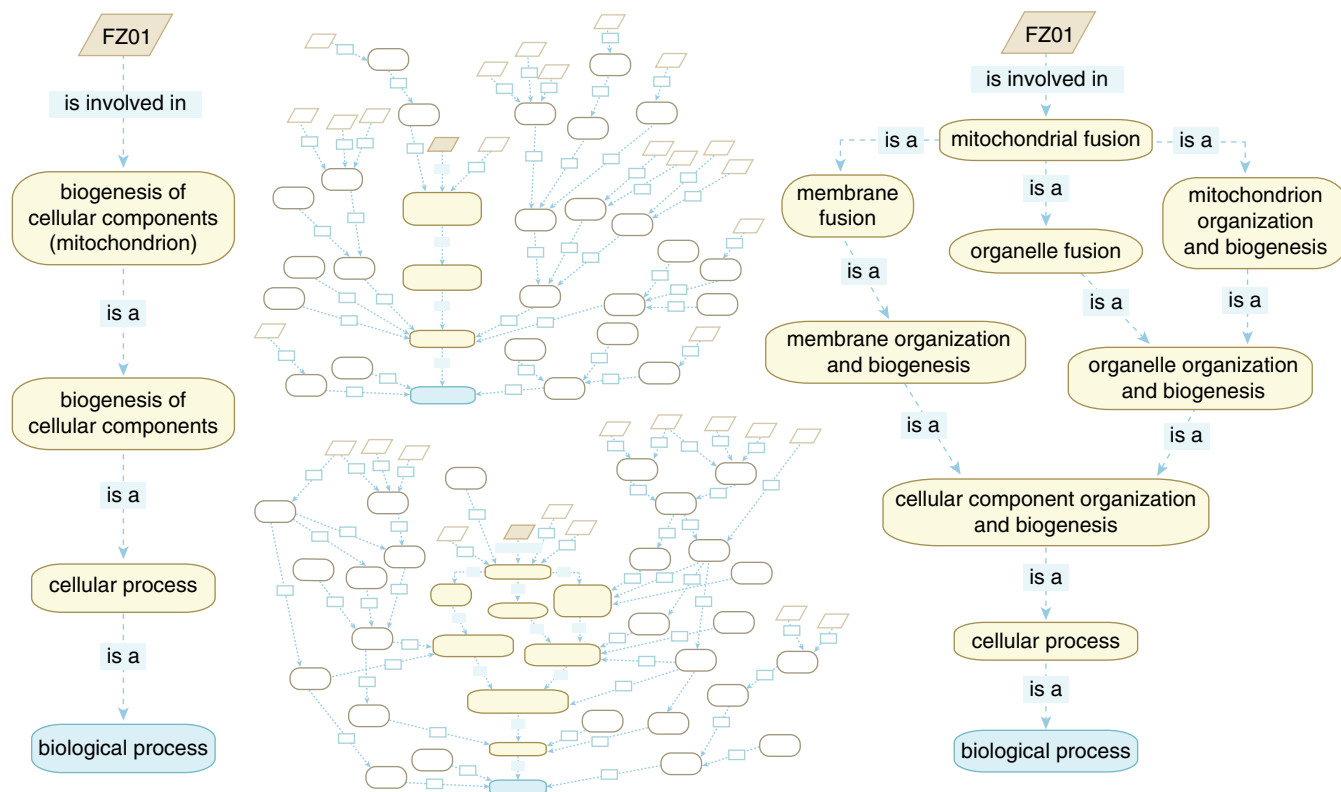 FZ01
is involved in
biogenesis of
cellular components
(mitochondrion)
is a
biogenesis of
cellular components
is a
cellular process
is a
biological process
FZ01
is involved in
mitochondrial fusion
is a
is a
is a
membrane
fusion
organelle fusion
mitochondrion
organization
and biogenesis
is a
is a
is a
membrane organization
and biogenesis
organelle organization
and biogenesis
is a
is a
cellular component organization
and biogenesis
is a
cellular process
is a
biological process